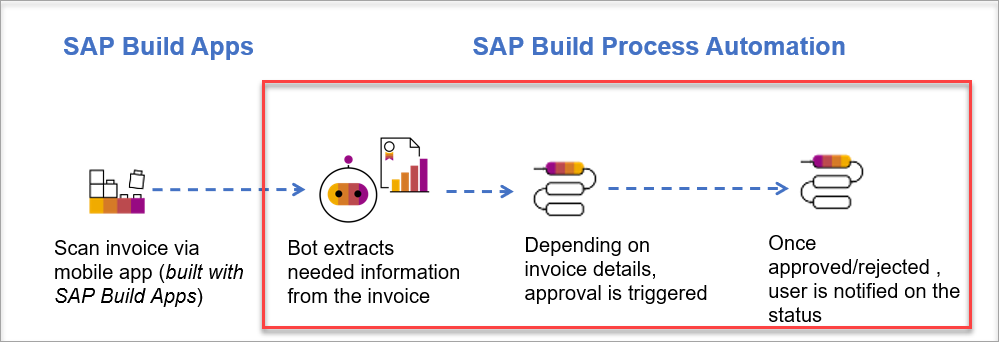 SAP Build Apps
SAP Build Process Automation
Scan invoice via
mobile app (built with
SAP Build Apps)
Bot extracts
needed information
from the invoice
Depending on
invoice details,
approval is triggered
Once
approved/rejected ,
user is notified on the
status